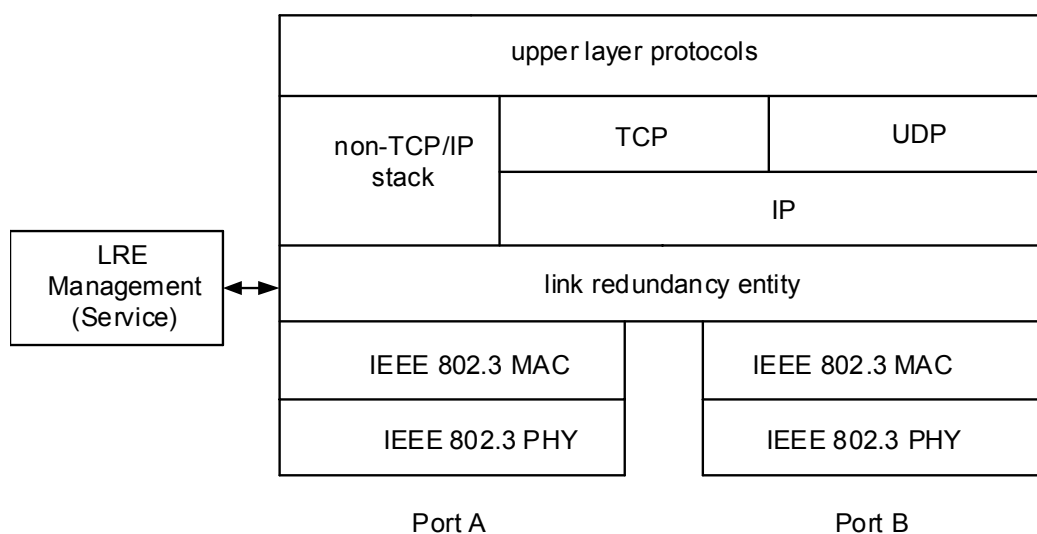 upper layer protocols
non-TCP/IP
stack
TCP
UDP
IP
LRE
Management
(Service)
link redundancy entity
IEEE 802.3 MAC
IEEE 802.3 MAC
IEEE 802.3 PHY
IEEE 802.3 PHY
Port A
Port B